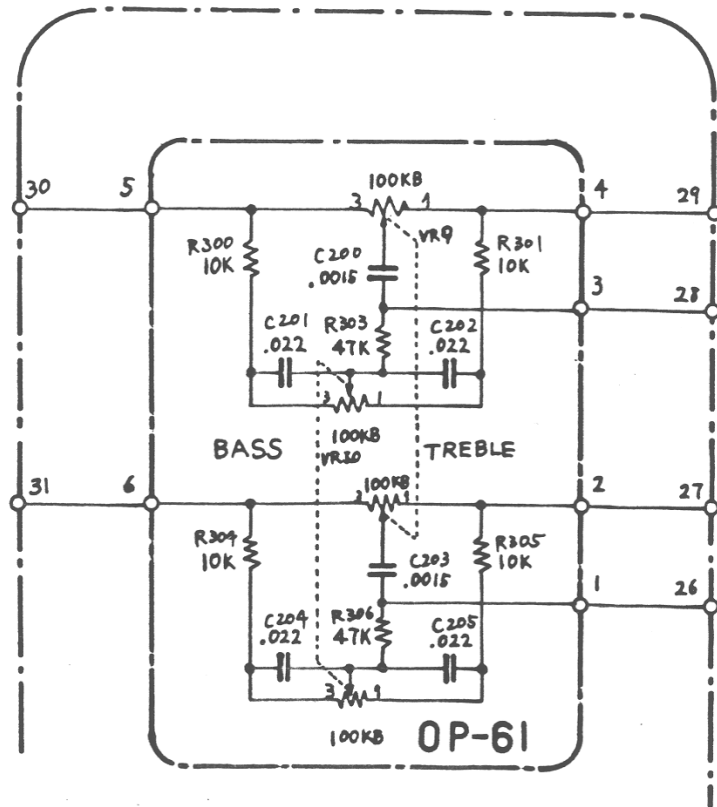 100KB
30
5
3
1
4
29
VR9
R300
10K
C200
.0015
R301
10K
3
28
C201
.022
R303
47K
C202
.022
3
1
100KB
BASS
VR10
TREBLE
100KB
31
6
3
1
2
27
R304
10K
C203
.0015
R305
10K
1
26
C204
.022
R306
47K
C205
.022
3
1
100KB
OP-61